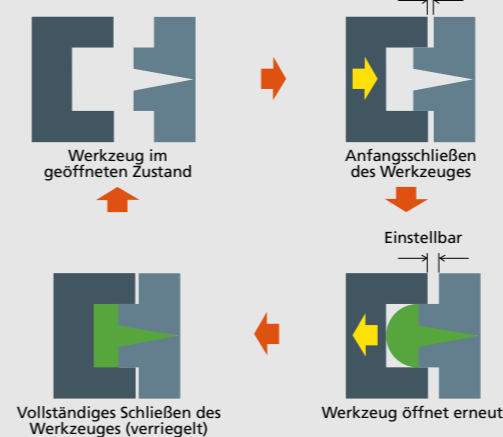 Werkzeug im
geöffneten Zustand
Anfangsschließen
des Werkzeuges
Einstellbar
Vollständiges Schließen des
Werkzeuges (verriegelt)
Werkzeug öffnet erneut